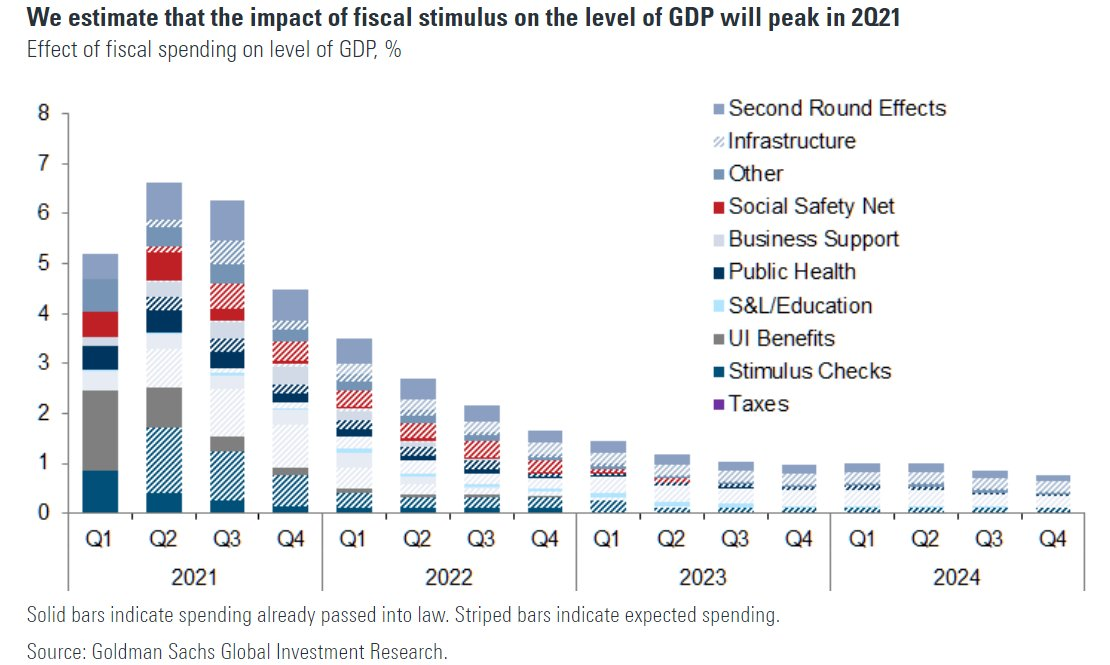 We estimate that the impact of fiscal stimulus on the level of GDP will peak in 2Q21
Effect of fiscal spending on level of GDP, %
8
7
6
5
4
3
2
1
0
Second Round Effects
Infrastructure
Other
Social Safety Net
Business Support
Public Health
S&L/Education
UI Benefits
Stimulus Checks
Taxes
Q1 Q2 Q3 Q4 Q1 Q2 Q3 Q4 Q1 Q2 Q3 Q4 Q1 Q2 Q3 Q4
2021 2022 2023 2024
Solid bars indicate spending already passed into law. Striped bars indicate expected spending.
Source: Goldman Sachs Global Investment Research.